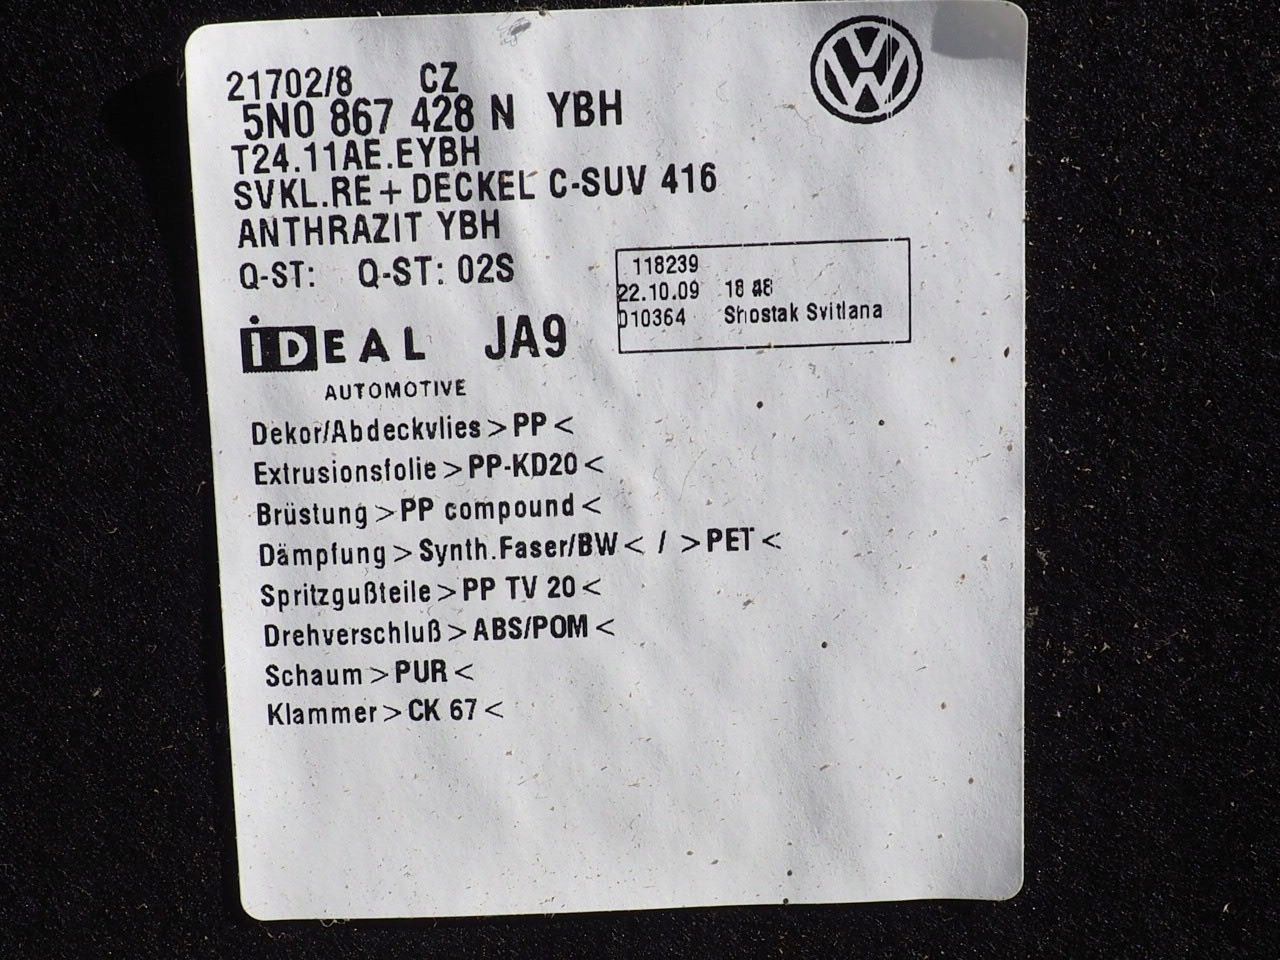 21702/8 CZ
5N0 867 428 N YBH
T24.11AE.EYBH
SVKL.RE+DECKEL C-SUV 416
ANTHRAZIT YBH
Q-ST: Q-ST: 02S
118239
22.10.09 18
010364 Shostak Svitlana
iDEAL JA9
AUTOMOTIVE
Dekor/Abdeckvlies>PP<
Extrusionsfolie>PP-KD20<
Brüstung>PP compound<
Dämpfung>Synth.Faser/BW< / >PET<
Spritzgußteile>PP TV 20<
Drehverschluß>ABS/POM<
Schaum>PUR<
Klammer>CK 67<